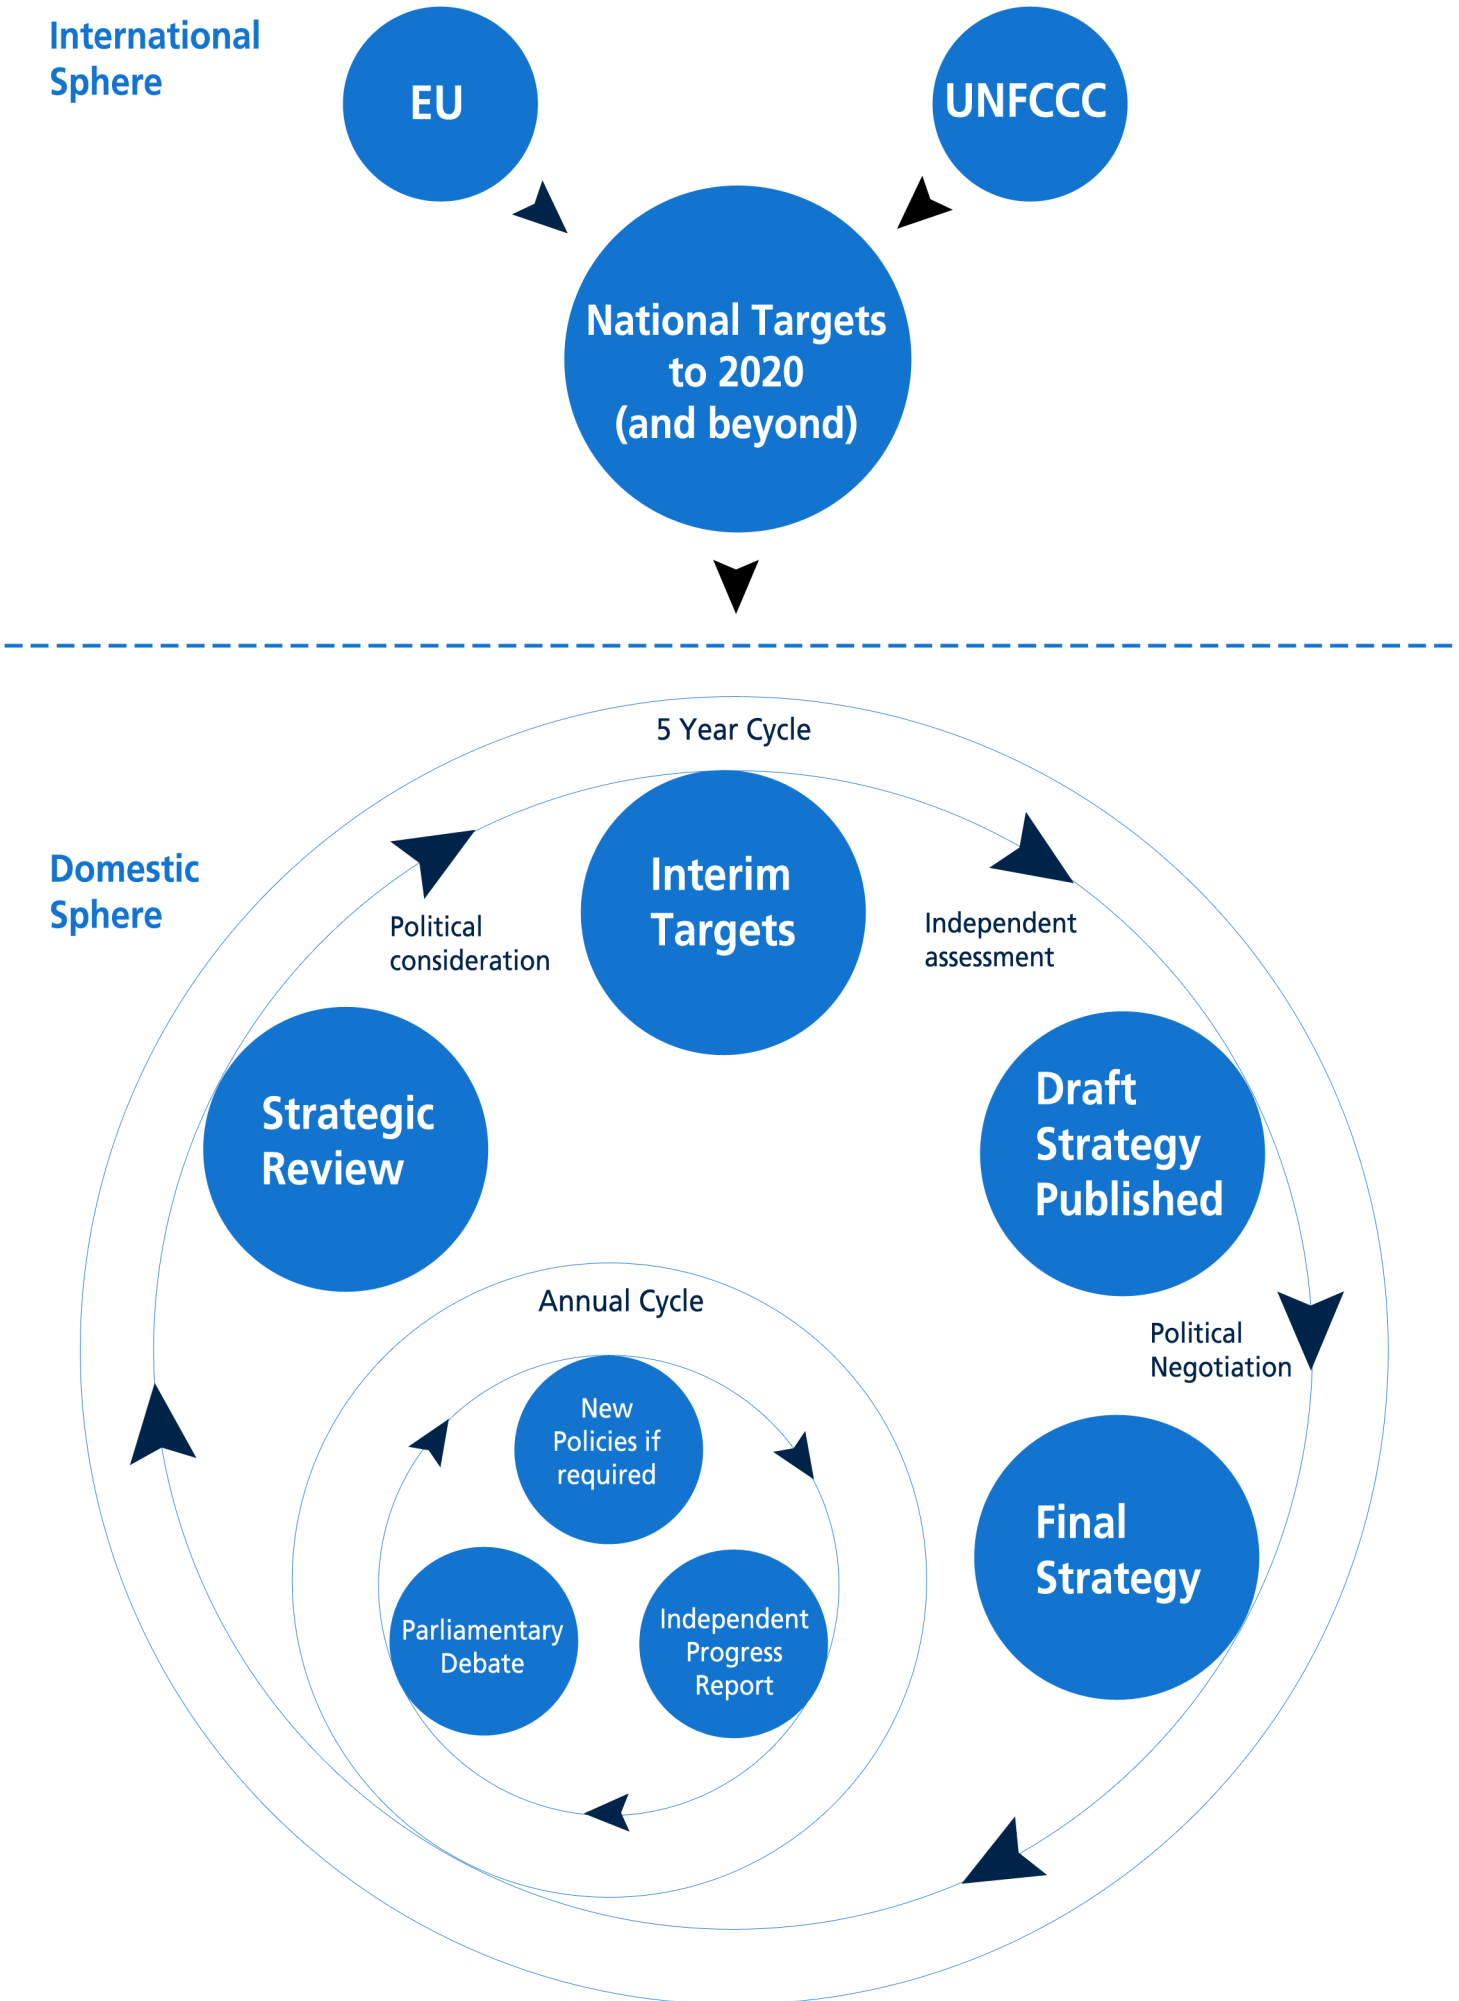 International
Sphere
EU
UNFCCC
National Targets
to 2020
(and beyond)
5 Year Cycle
Domestic
Sphere
Interim
Targets
Political
consideration
Independent
assessment
Strategic
Review
Draft
Strategy
Published
Annual Cycle
Political
Negotiation
New
Policies if
required
Final
Strategy
Parliamentary
Debate
Independent
Progress
Report